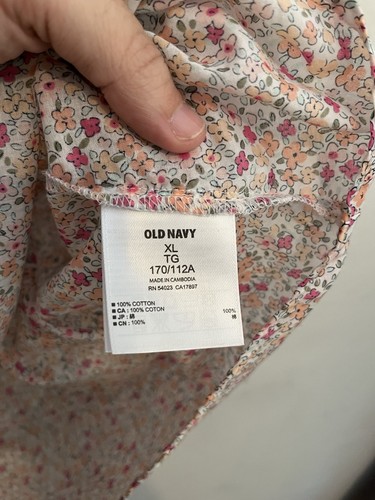 OLD NAVY
XL
TG
170/112A
MADE IN CAMBODIA
RN 54023 CA17897
■ 100% COTTON
■ CA : 100% COTON 100%
■ JP : 綿 棉
■ CN : 100%